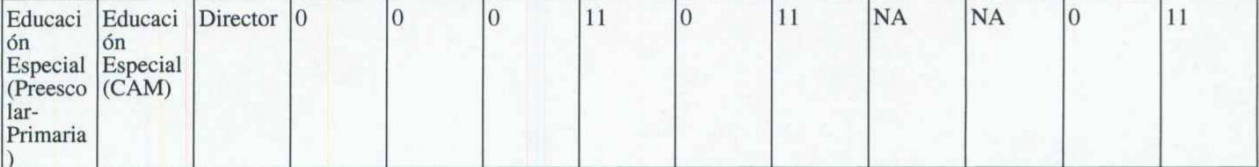 Educaci Educaci Director 0 0 0 11 0 11 NA NA 0 11
ón ón
Especial Especial
(Preesco (CAM)
lar-
Primaria
)